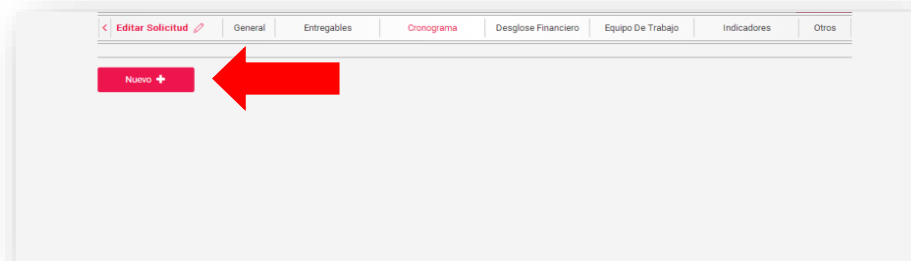 < Editar Solicitud General Entregables Cronograma Desglose Financiero Equipo De Trabajo Indicadores Otros
Nuevo +